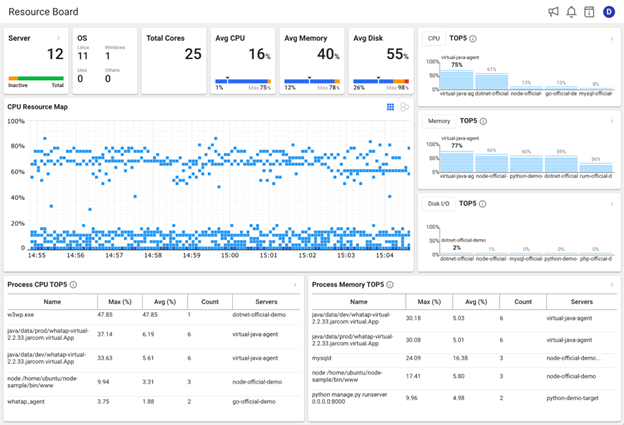 Resource Board
D
Server
12
Inactive Total
OS
Linux Windows
11 1
Unix Others
0 0
Total Cores
25
Avg CPU
16%
1% Max 75%
Avg Memory
40%
12% Max 78%
Avg Disk
55%
26% Max 98%
CPU TOP5
virtual-java-agent
75%
61%
13%
13%
8%
100%
50%
0%
virtual-java-ag dotnet-official node-official- go-official-de mysql-official-
CPU Resource Map
100%
80%
60%
40%
20%
0
14:55 14:56 14:57 14:58 14:59 15:00 15:01 15:02 15:03 15:04
Memory TOP5
virtual-java-agent
77%
66%
60%
55%
36%
100%
50%
0%
virtual-java-ag node-official- python-demo- dotnet-official rum-official-d
Disk I/O TOP5
dotnet-official-demo
2%
1%
0%
0%
0%
100%
50%
0%
dotnet-official node-official- mysql-official- python-demo- php-official-d
Process CPU TOP5
Name Max (%) Avg (%) Count Servers
w3wp.exe 47.85 47.85 1 dotnet-official-demo
java/data/prod/whatap-virtual-
2.2.33.jarcom.virtual.App 37.14 6.19 6 virtual-java-agent
java/data/dev/whatap-virtual-
2.2.33.jarcom.virtual.App 33.63 5.61 6 virtual-java-agent
node /home/ubuntu/node-
sample/bin/www 9.94 3.31 3 node-official-demo
whatap_agent 3.75 1.88 2 go-official-demo
Process Memory TOP5
Name Max (%) Avg (%) Count Servers
java/data/dev/whatap-virtual-
2.2.33.jarcom.virtual.App 30.18 5.03 6 virtual-java-agent
java/data/prod/whatap-virtual-
2.2.33.jarcom.virtual.App 30.08 5.01 6 virtual-java-agent
mysqld 24.09 16.38 3 node-official-demo...
node /home/ubuntu/node-
sample/bin/www 17.41 5.80 3 node-official-demo
python manage.py runserver
0.0.0.0:8000 9.96 4.98 2 python-demo-target